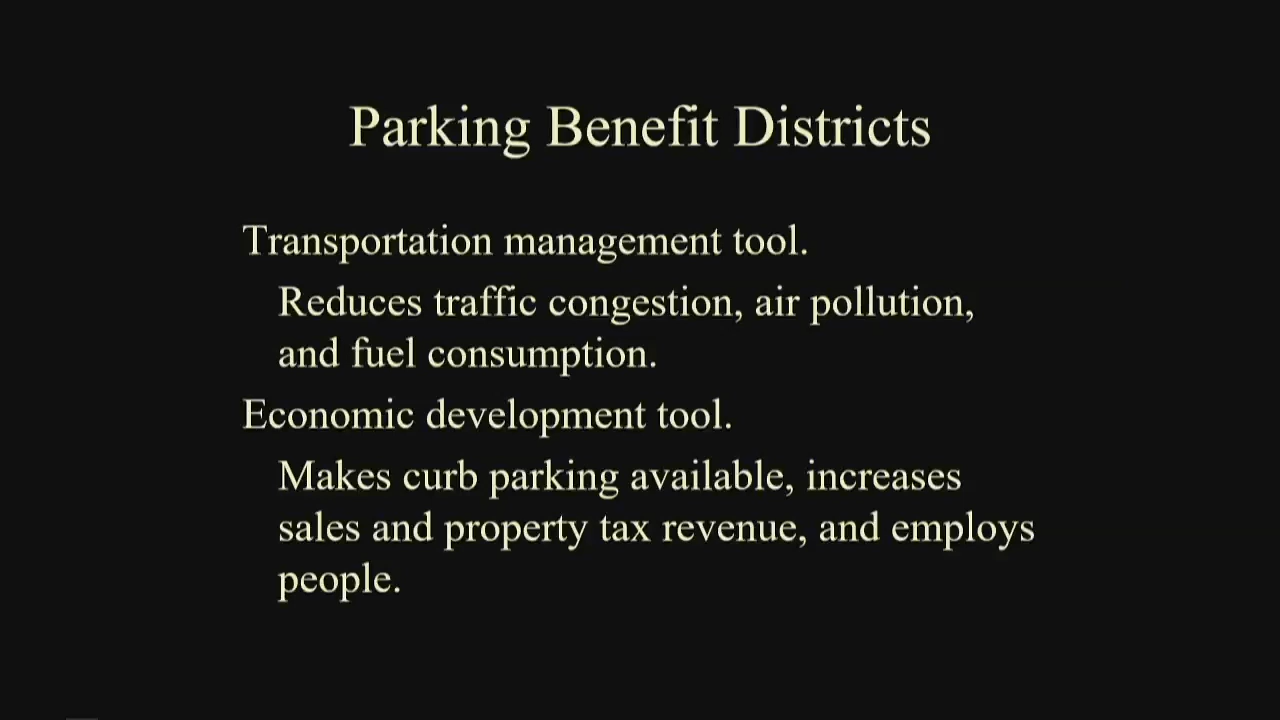 Parking Benefit Districts
Transportation management tool.
Reduces traffic congestion, air pollution,
and fuel consumption.
Economic development tool.
Makes curb parking available, increases
sales and property tax revenue, and employs
people.